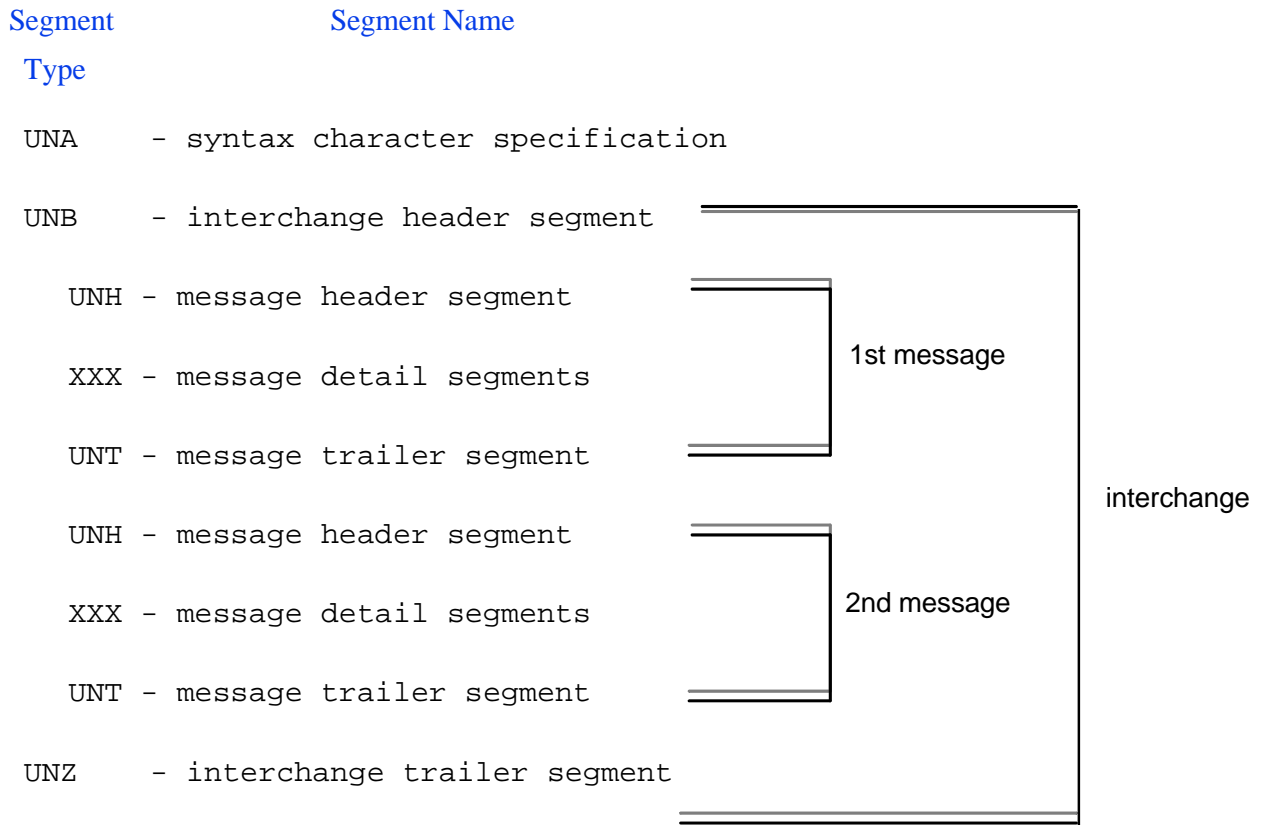 Segment Segment Name
Type
UNA - syntax character specification
UNB - interchange header segment
UNH - message header segment
1st message
XXX - message detail segments
UNT - message trailer segment
interchange
UNH - message header segment
2nd message
XXX - message detail segments
UNT - message trailer segment
UNZ - interchange trailer segment